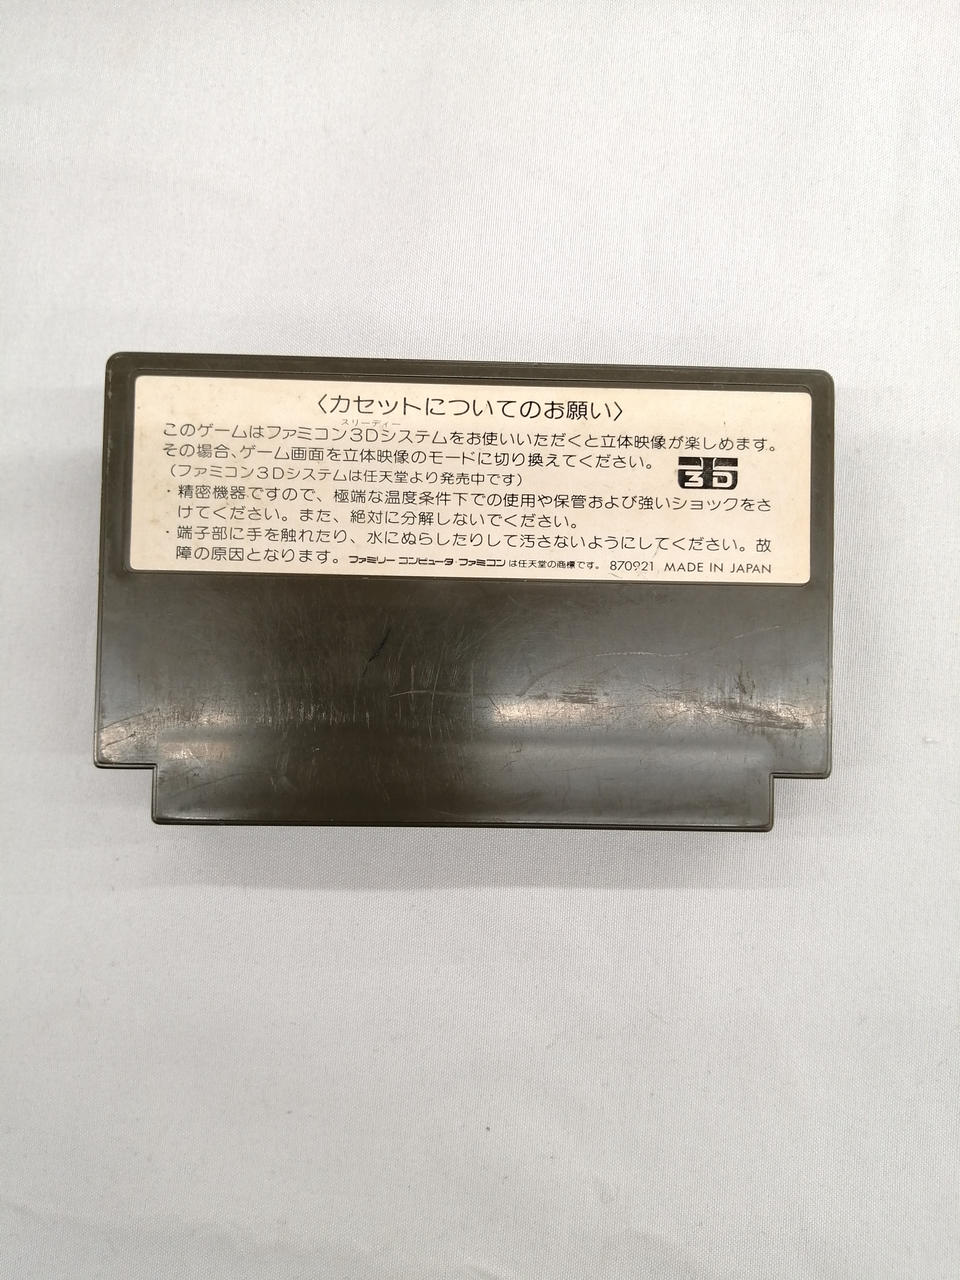 〈カセットについてのお願い〉
スリーディー
このゲームはファミコン3Dシステムをお使いいただくと立体映像が楽しめます。
その場合、ゲーム画面を立体映像のモードに切り換えてください。
3D
(ファミコン3Dシステムは任天堂より発売中です)
・精密機器ですので、極端な温度条件下での使用や保管および強いショックをさ
けてください。また、絶対に分解しないでください。
・端子部に手を触れたり、水にぬらしたりして汚さないようにしてください。故
障の原因となります。ファミリーコンピュータ・ファミコンは任天堂の商標です。 870921 MADE IN JAPAN